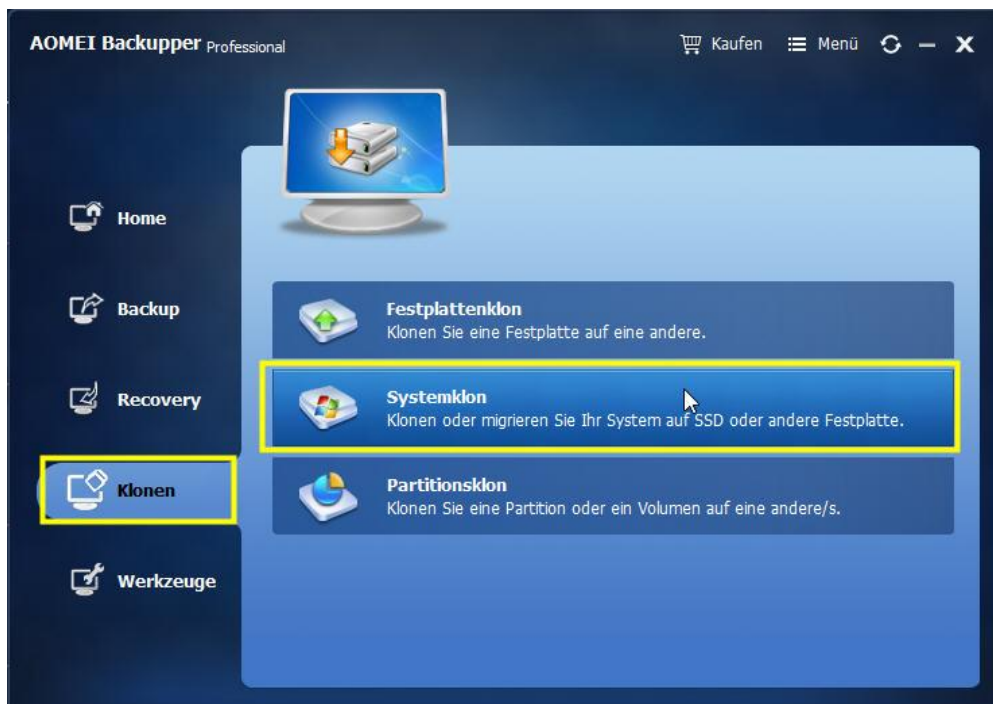 AOMEI Backupper Professional
Kaufen
Menü
Home
Backup
Recovery
Klonen
Werkzeuge
Festplattenklon
Klonen Sie eine Festplatte auf eine andere.
Systemklon
Klonen oder migrieren Sie Ihr System auf SSD oder andere Festplatte.
Partitionsklon
Klonen Sie eine Partition oder ein Volumen auf eine andere/s.